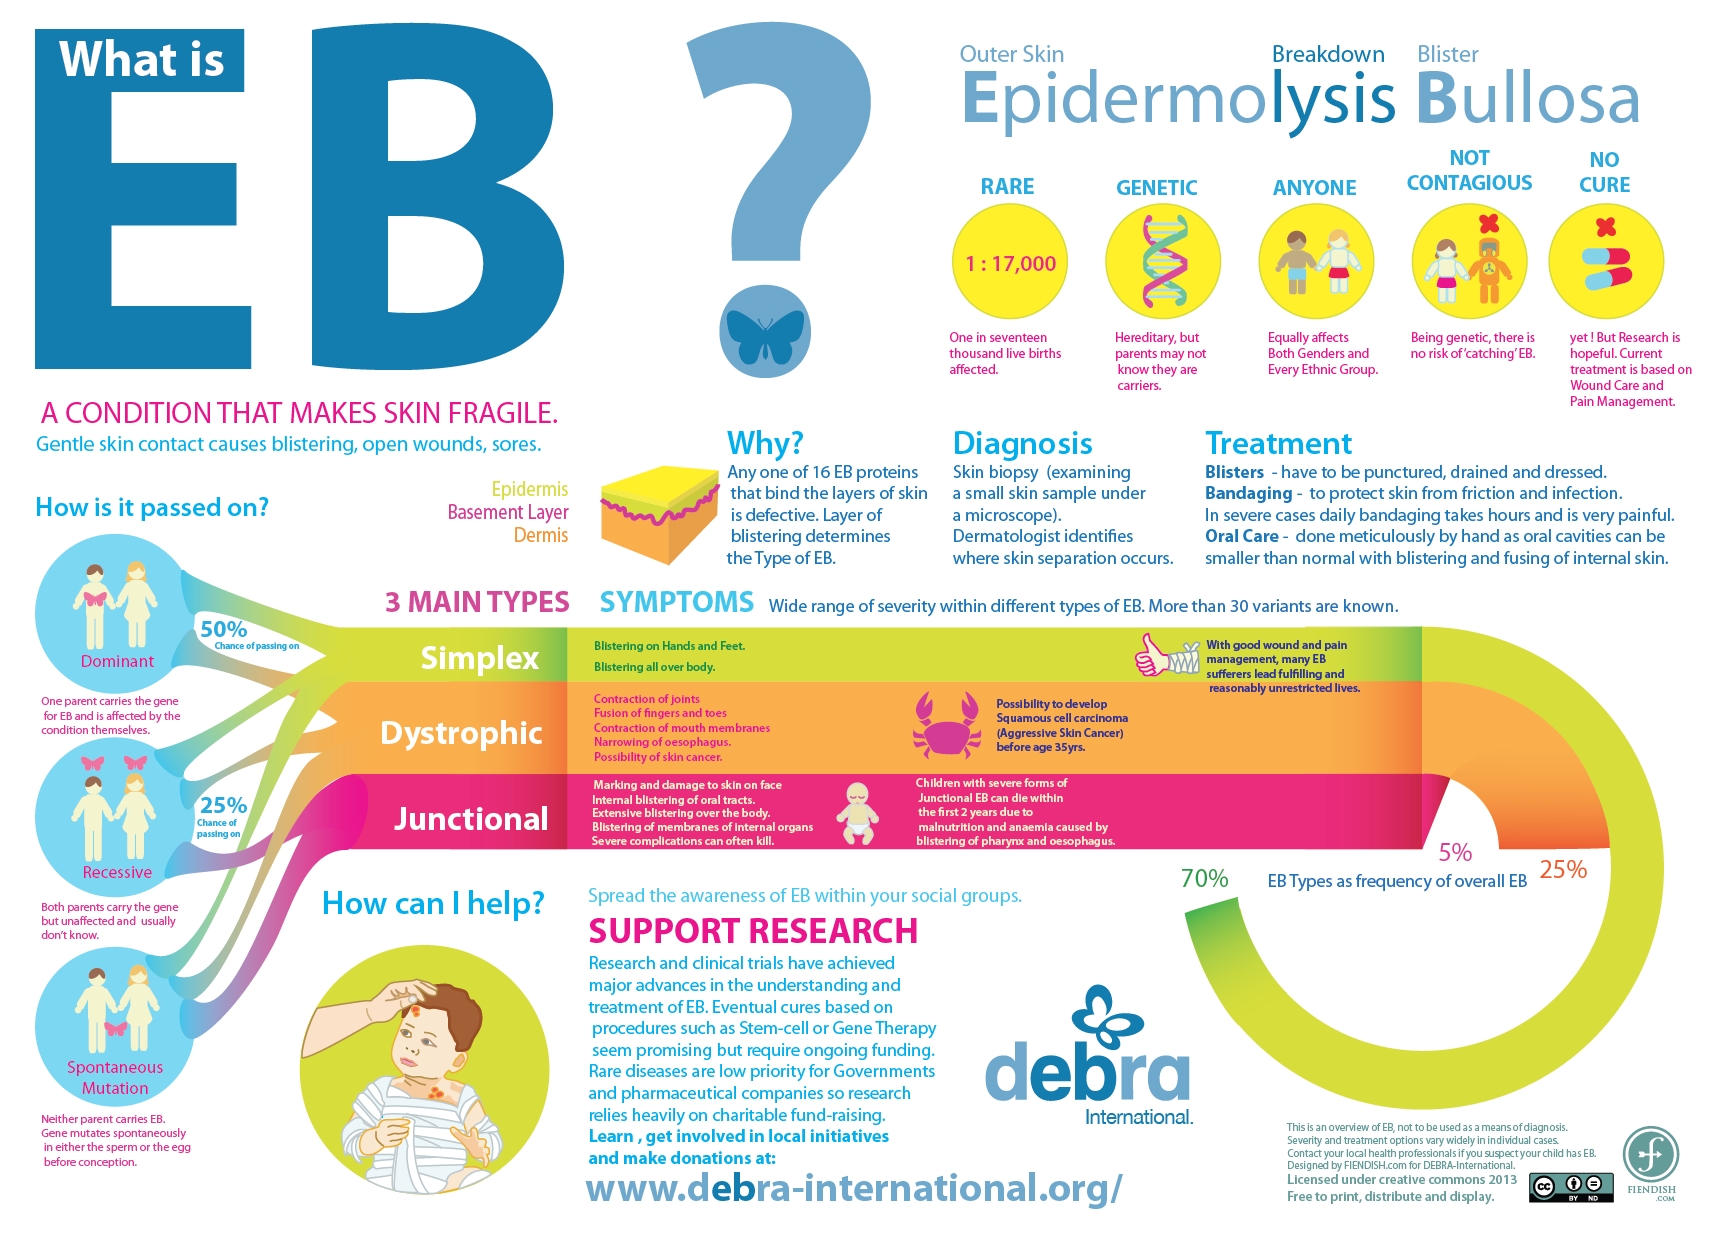 What is
EB?
Outer Skin Breakdown Blister
Epidermolysis Bullosa
RARE
GENETIC
ANYONE
NOT
CONTAGIOUS
NO
CURE
1 : 17,000
One in seventeen
thousand live births
affected.
Hereditary, but
parents may not
know they are
carriers.
Equally affects
Both Genders and
Every Ethnic Group.
Being genetic, there is
no risk of 'catching' EB.
yet ! But Research is
hopeful. Current
treatment is based on
Wound Care and
Pain Management.
A CONDITION THAT MAKES SKIN FRAGILE.
Gentle skin contact causes blistering, open wounds, sores.
Epidermis
Basement Layer
Dermis
Why?
Any one of 16 EB proteins
that bind the layers of skin
is defective. Layer of
blistering determines
the Type of EB.
Diagnosis
Skin biopsy (examining
a small skin sample under
a microscope).
Dermatologist identifies
where skin separation occurs.
Treatment
Blisters - have to be punctured, drained and dressed.
Bandaging - to protect skin from friction and infection.
In severe cases daily bandaging takes hours and is very painful.
Oral Care - done meticulously by hand as oral cavities can be
smaller than normal with blistering and fusing of internal skin.
How is it passed on?
Dominant
50%
Chance of passing on
One parent carries the gene
for EB and is affected by the
condition themselves.
Recessive
25%
Chance of
passing on
Both parents carry the gene
but unaffected and usually
don't know.
Spontaneous
Mutation
Neither parent carries EB.
Gene mutates spontaneously
in either the sperm or the egg
before conception.
3 MAIN TYPES
SYMPTOMS Wide range of severity within different types of EB. More than 30 variants are known.
Simplex
Blistering on Hands and Feet.
Blistering all over body.
With good wound and pain
management, many EB
sufferers lead fulfilling and
reasonably unrestricted lives.
Dystrophic
Contraction of joints
Fusion of fingers and toes
Contraction of mouth membranes
Narrowing of oesophagus.
Possibility of skin cancer.
Possibility to develop
Squamous cell carcinoma
(Aggressive Skin Cancer)
before age 35yrs.
Junctional
Marking and damage to skin on face
Internal blistering of oral tracts.
Extensive blistering over the body.
Blistering of membranes of internal organs
Severe complications can often kill.
Children with severe forms of
Junctional EB can die within
the first 2 years due to
malnutrition and anaemia caused by
blistering of pharynx and oesophagus.
5%
70%
25%
EB Types as frequency of overall EB
How can I help?
Spread the awareness of EB within your social groups.
SUPPORT RESEARCH
Research and clinical trials have achieved
major advances in the understanding and
treatment of EB. Eventual cures based on
procedures such as Stem-cell or Gene Therapy
seem promising but require ongoing funding.
Rare diseases are low priority for Governments
and pharmaceutical companies so research
relies heavily on charitable fund-raising.
Learn , get involved in local initiatives
and make donations at:
www.debra-international.org/
debra
International.
This is an overview of EB, not to be used as a means of diagnosis.
Severity and treatment options vary widely in individual cases.
Contact your local health professionals if you suspect your child has EB.
Designed by FIENDISH.com for DEBRA-International.
Licensed under creative commons 2013
Free to print, distribute and display.
cc
BY ND
f
FIENDISH
.COM